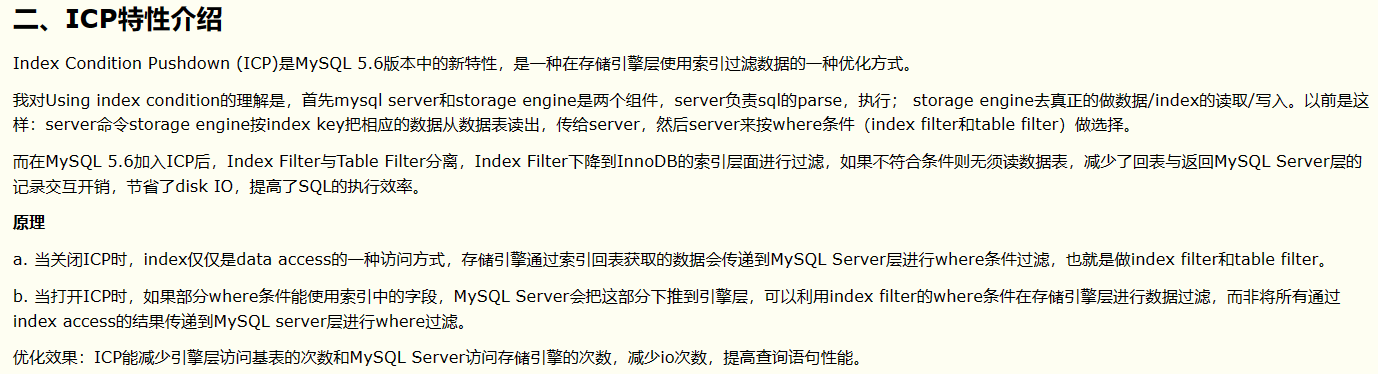 二、ICP特性介绍
Index Condition Pushdown (ICP)是MySQL 5.6版本中的新特性，是一种在存储引擎层使用索引过滤数据的一种优化方式。
我对Using index condition的理解是，首先mysql server和storage engine是两个组件，server负责sql的parse，执行； storage engine去真正的做数据/index的读取/写入。以前是这
样：server命令storage engine按index key把相应的数据从数据表读出，传给server，然后server来按where条件（index filter和table filter）做选择。
而在MySQL 5.6加入ICP后，Index Filter与Table Filter分离，Index Filter下降到InnoDB的索引层面进行过滤，如果不符合条件则无须读数据表，减少了回表与返回MySQL Server层的
记录交互开销，节省了disk IO，提高了SQL的执行效率。
原理
a. 当关闭ICP时，index仅仅是data access的一种访问方式，存储引擎通过索引回表获取的数据会传递到MySQL Server层进行where条件过滤，也就是做index filter和table filter。
b. 当打开ICP时，如果部分where条件能使用索引中的字段，MySQL Server会把这部分下推到引擎层，可以利用index filter的where条件在存储引擎层进行数据过滤，而非将所有通过
index access的结果传递到MySQL server层进行where过滤。
优化效果：ICP能减少引擎层访问基表的次数和MySQL Server访问存储引擎的次数，减少io次数，提高查询语句性能。